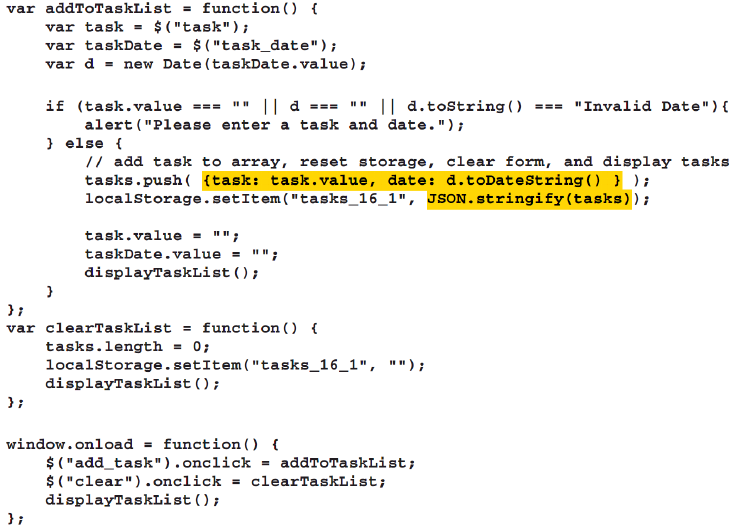 var addToTaskList = function() {
    var task = $("task");
    var taskDate = $("task_date");
    var d = new Date(taskDate.value);

    if (task.value === "" || d === "" || d.toString() === "Invalid Date"){
        alert("Please enter a task and date.");
    } else {
        // add task to array, reset storage, clear form, and display tasks
        tasks.push( {task: task.value, date: d.toDateString() } );
        localStorage.setItem("tasks_16_1", JSON.stringify(tasks));

        task.value = "";
        taskDate.value = "";
        displayTaskList();
    }
};
var clearTaskList = function() {
    tasks.length = 0;
    localStorage.setItem("tasks_16_1", "");
    displayTaskList();
};

window.onload = function() {
    $("add_task").onclick = addToTaskList;
    $("clear").onclick = clearTaskList;
    displayTaskList();
};